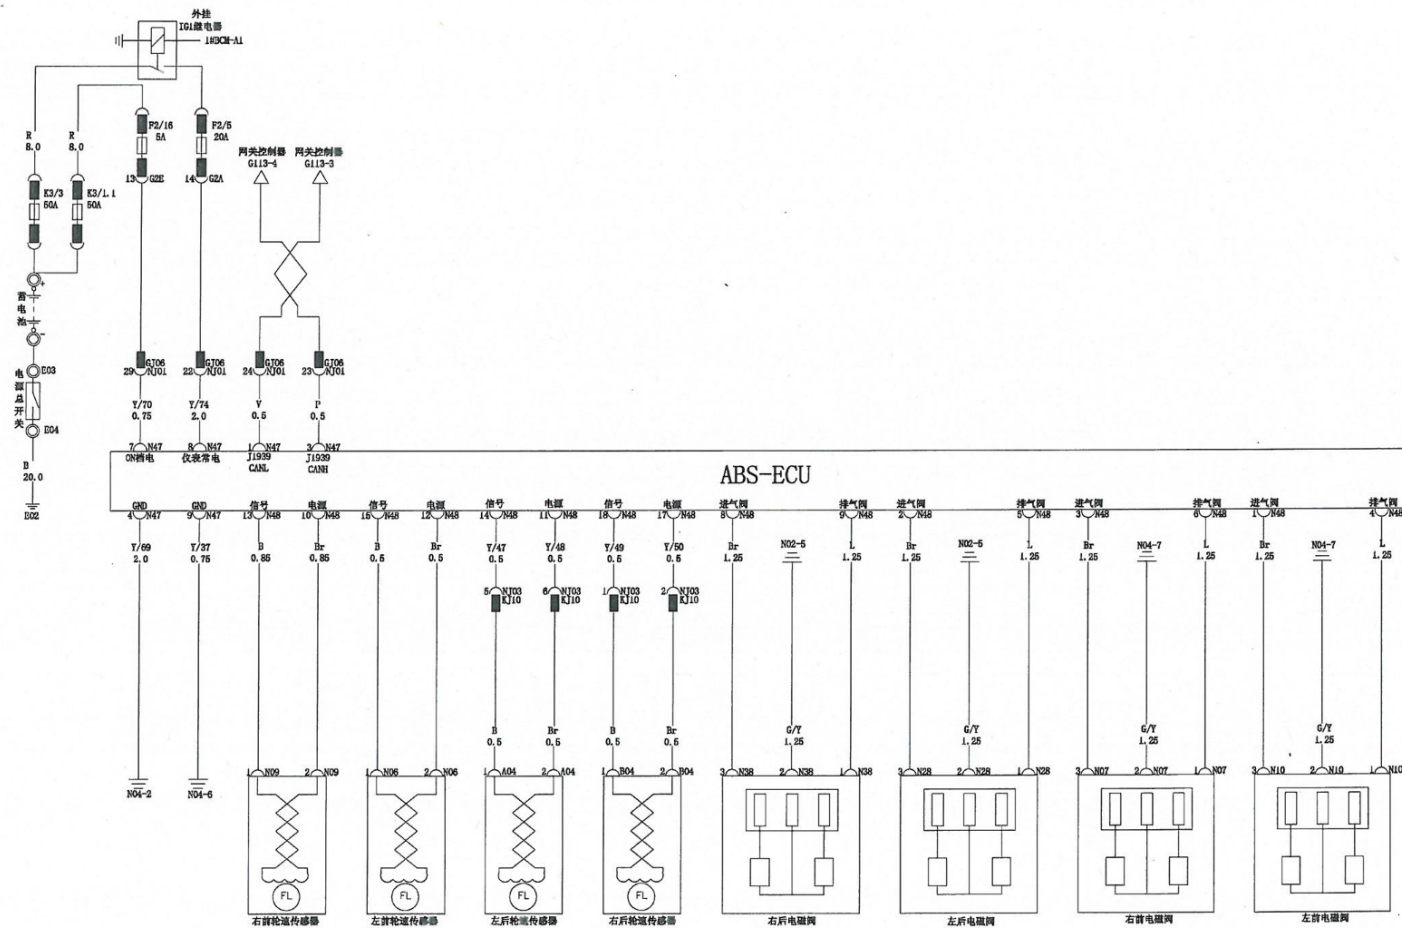 外挂
IG1继电器
1#BCM-A1
R
8.0
R
8.0
F2/16
5A
F2/5
20A
网关控制器
G113-4
网关控制器
G113-3
13 G2E
14 G2A
K3/3
50A
K3/1.1
50A
+
蓄电池
-
E03
电源总开关
E04
B
20.0
E02
GJ06
29 NJ01
GJ06
22 NJ01
GJ06
24 NJ01
GJ06
23 NJ01
Y/70
0.75
Y/74
2.0
V
0.5
P
0.5
7 N47
8 N47
1 N47
3 N47
ON档电
仪表常电
J1939
CANL
J1939
CANH
ABS-ECU
GND
GND
信号
电源
信号
电源
信号
电源
信号
电源
进气阀
排气阀
进气阀
排气阀
进气阀
排气阀
进气阀
排气阀
4 N47
9 N47
13 N48
10 N48
15 N48
12 N48
14 N48
11 N48
18 N48
17 N48
8 N48
9 N48
2 N48
5 N48
3 N48
6 N48
1 N48
4 N48
Y/69
2.0
Y/37
0.75
B
0.85
Br
0.85
B
0.5
Br
0.5
Y/47
0.5
Y/48
0.5
Y/49
0.5
Y/50
0.5
Br
1.25
N02-5
L
1.25
Br
1.25
N02-5
L
1.25
Br
1.25
N04-7
L
1.25
Br
1.25
N04-7
L
1.25
5 NJ03
KJ10
6 NJ03
KJ10
1 NJ03
KJ10
2 NJ03
KJ10
B
0.5
Br
0.5
B
0.5
Br
0.5
G/Y
1.25
G/Y
1.25
G/Y
1.25
G/Y
1.25
N04-2
N04-6
1 N09
2 N09
1 N06
2 N06
1 A04
2 A04
1 B04
2 B04
3 N38
2 N38
1 N38
3 N28
2 N28
1 N28
3 N07
2 N07
1 N07
3 N10
2 N10
1 N10
FL
FL
FL
FL
右前轮速传感器
左前轮速传感器
左后轮速传感器
右后轮速传感器
右后电磁阀
左后电磁阀
右前电磁阀
左前电磁阀